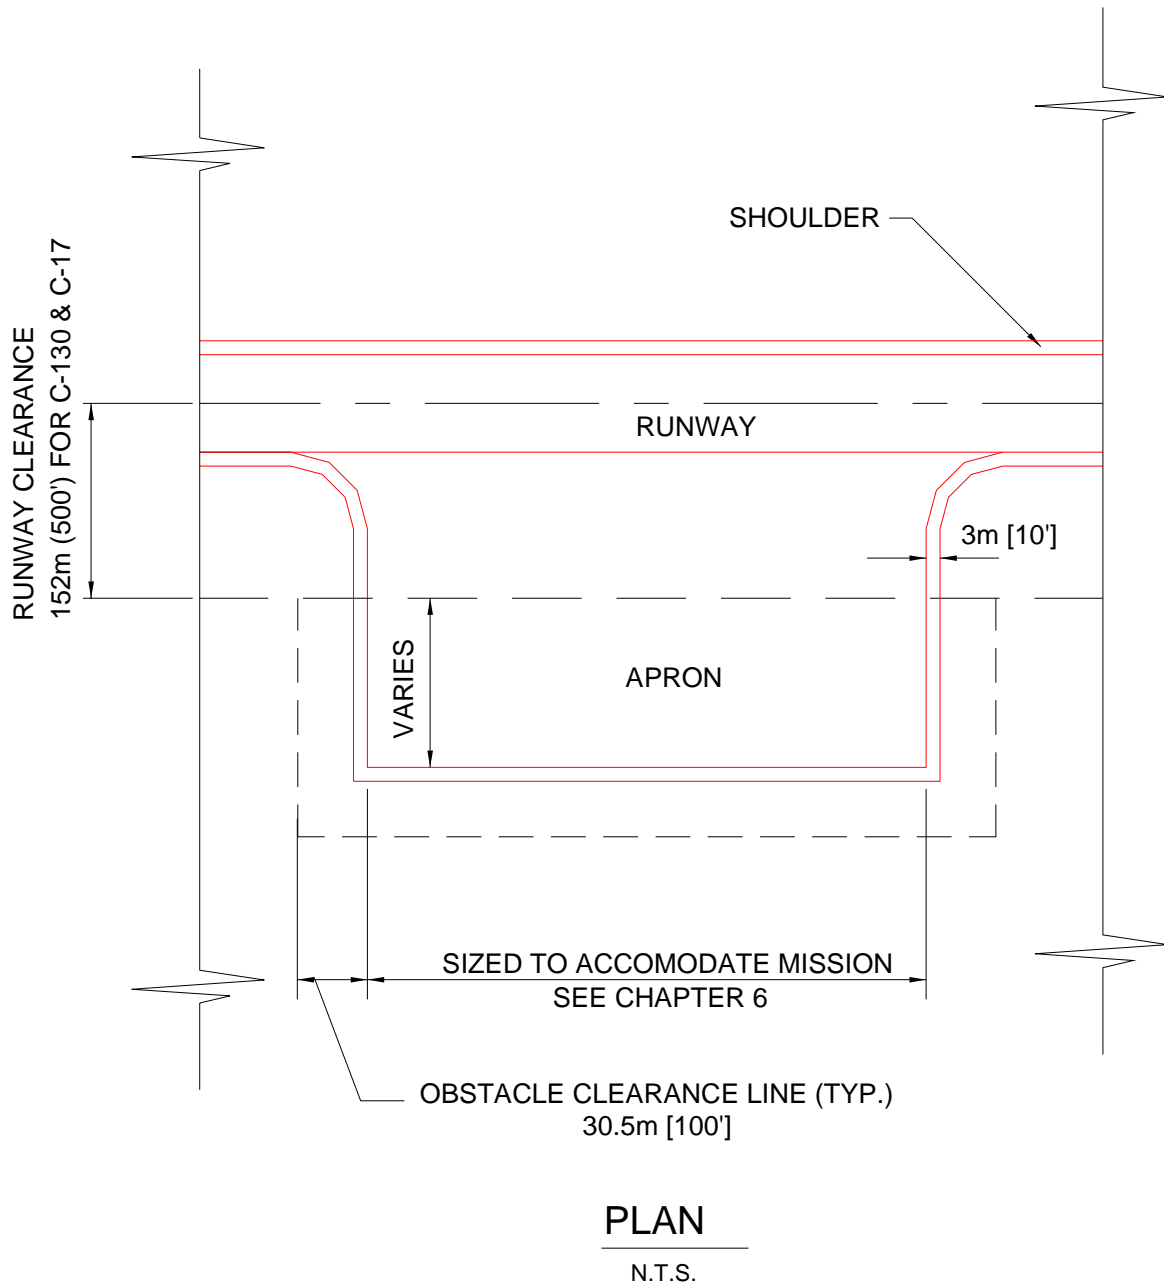 SHOULDER
RUNWAY CLEARANCE
152m (500') FOR C-130 & C-17
RUNWAY
3m [10']
VARIES
APRON
SIZED TO ACCOMODATE MISSION
SEE CHAPTER 6
OBSTACLE CLEARANCE LINE (TYP.)
30.5m [100']
PLAN
N.T.S.